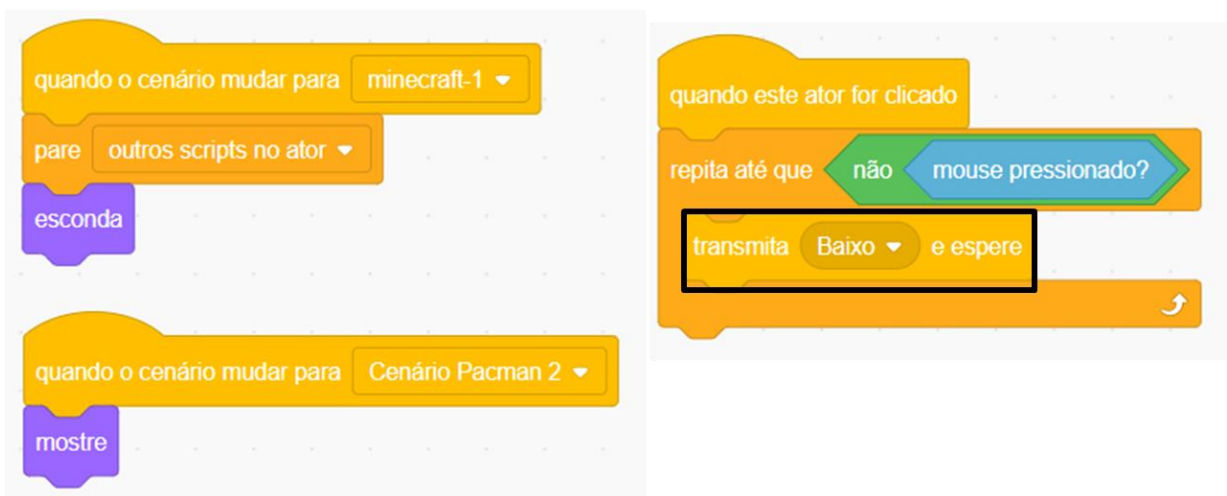 quando o cenário mudar para minecraft-1
pare outros scripts no ator
esconda
quando o cenário mudar para Cenário Pacman 2
mostre
quando este ator for clicado
repita até que não mouse pressionado?
transmita Baixo e espere